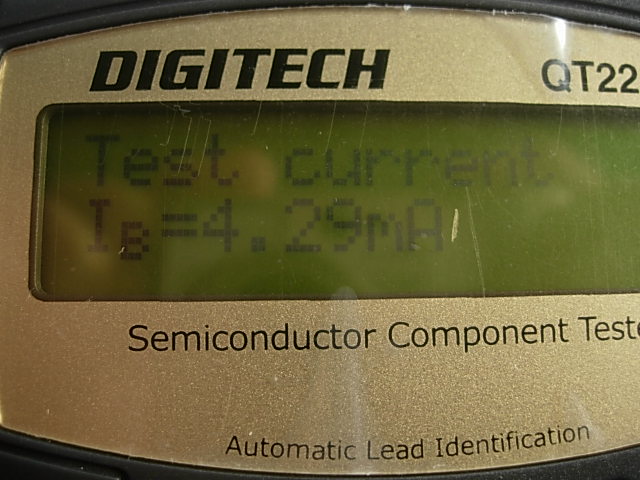 DIGITECH
QT22
Test current
IB=4.29mA
Semiconductor Component Teste
Automatic Lead Identification